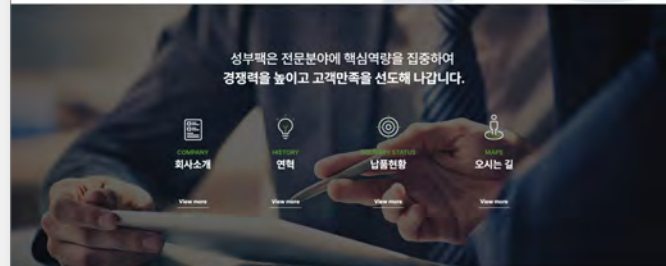 성부팩은 전문분야에 핵심역량을 집중하여
경쟁력을 높이고 고객만족을 선도해 나갑니다.
COMPANY
회사소개
View more
HISTORY
연혁
View more
STATUS
납품현황
View more
MAPS
오시는 길
View more